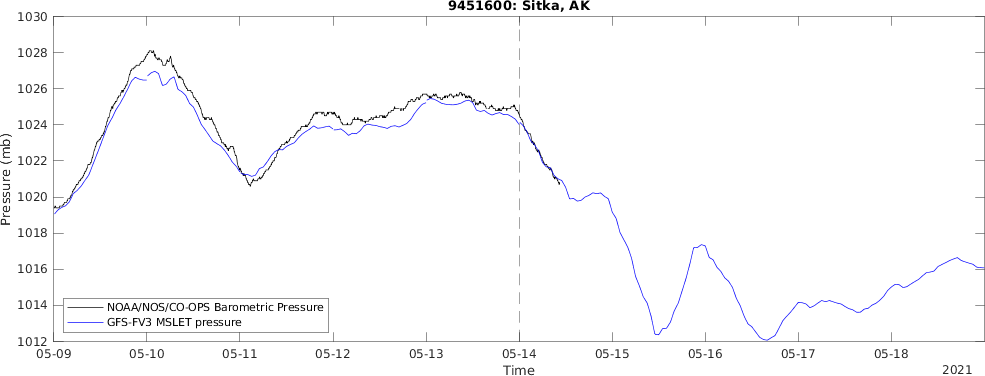 9451600: Sitka, AK
Pressure (mb)
1030
1028
1026
1024
1022
1020
1018
1016
1014
1012
NOAA/NOS/CO-OPS Barometric Pressure
GFS-FV3 MSLET pressure
05-09 05-10 05-11 05-12 05-13 05-14 05-15 05-16 05-17 05-18
Time
2021